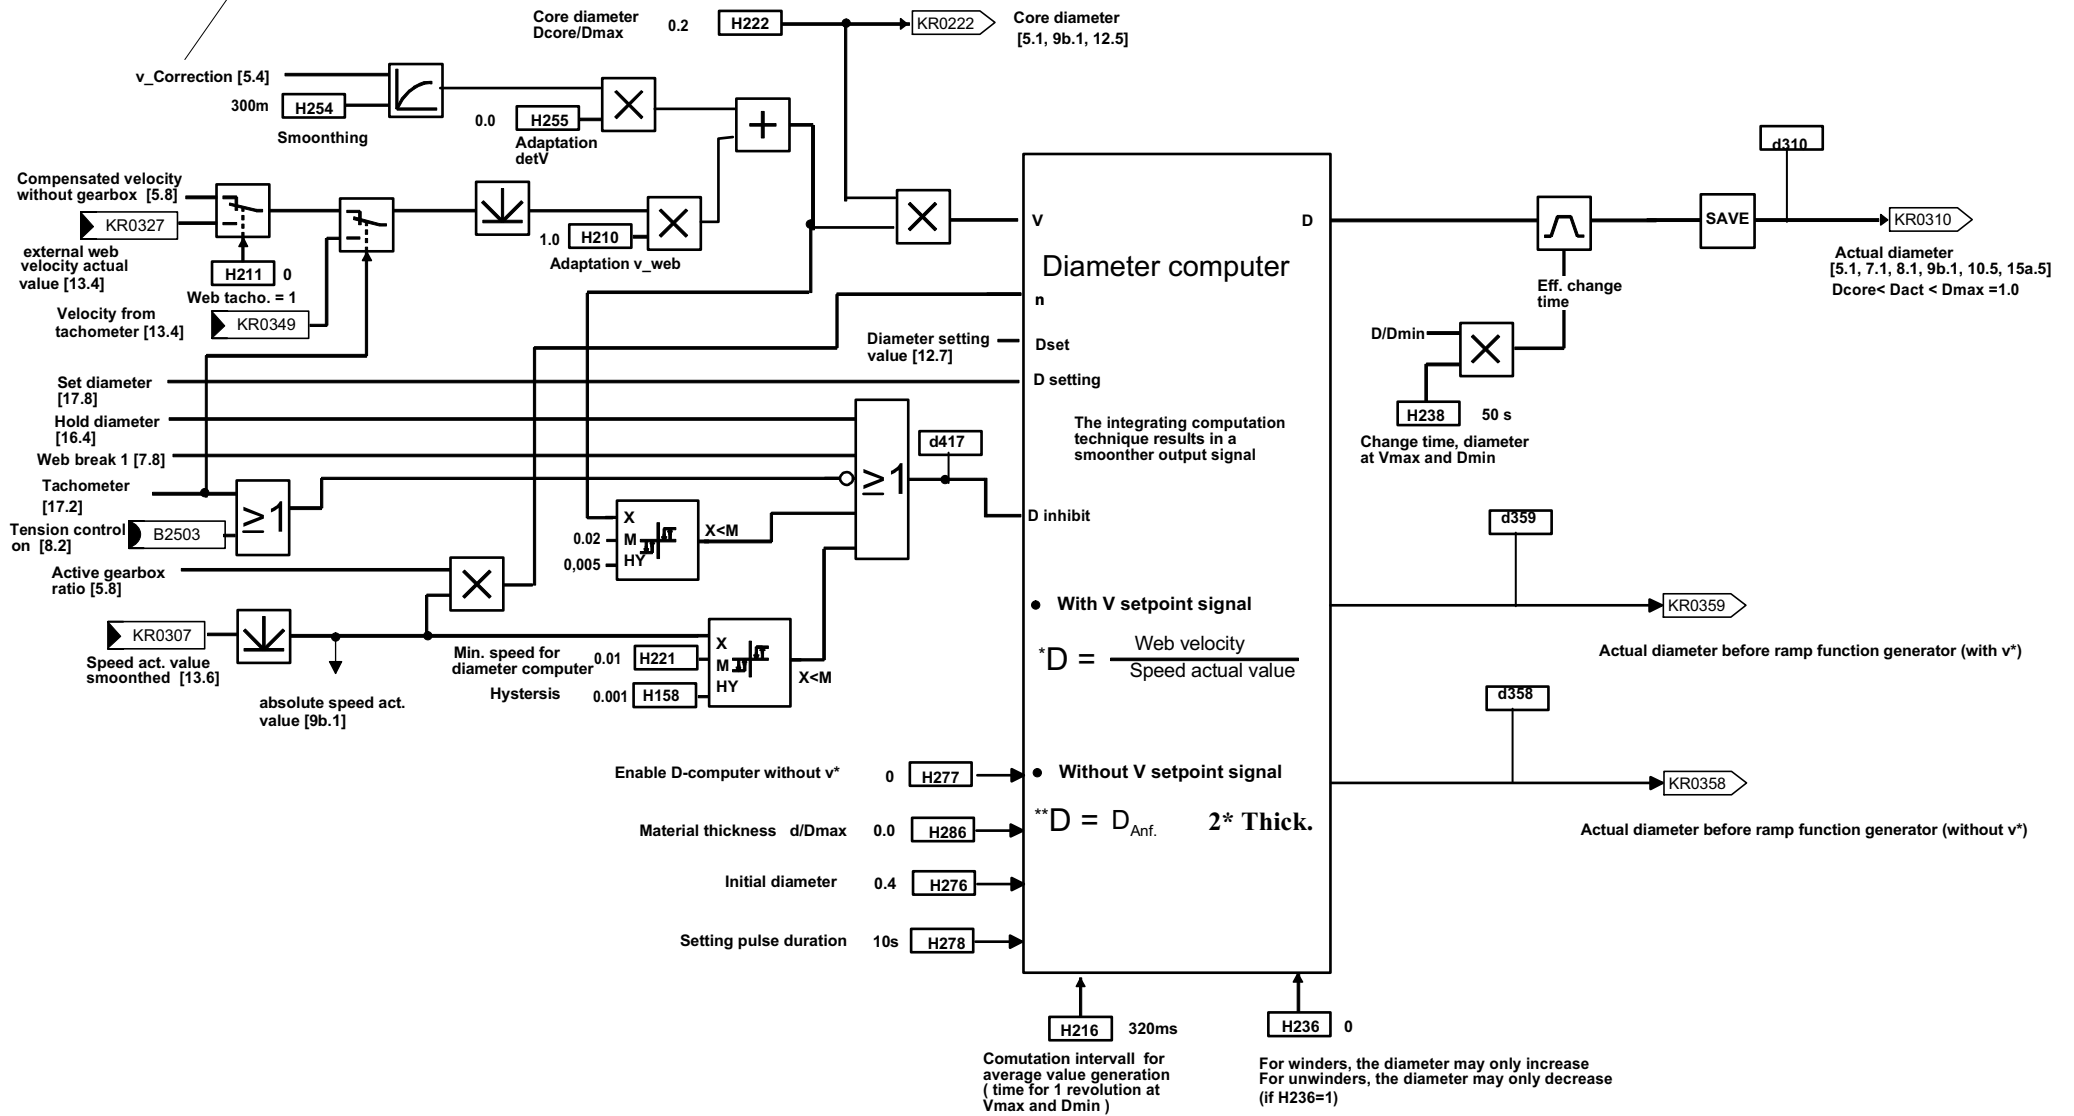 Core diameter
Dcore/Dmax
0.2
H222
KR0222
Core diameter
[5.1, 9b.1, 12.5]
v_Correction [5.4]
300m
H254
Smoonthing
0.0
H255
Adaptation
detV
Compensated velocity
without gearbox [5.8]
KR0327
external web
velocity actual
value [13.4]
H211 0
Web tacho. = 1
Velocity from
tachometer [13.4]
KR0349
1.0
H210
Adaptation v_web
+
V
D
Diameter computer
n
Diameter setting
value [12.7]
Dset
Set diameter
[17.8]
D setting
Hold diameter
[16.4]
Web break 1 [7.8]
Tachometer
[17.2]
Tension control
on [8.2]
B2503
≥1
≥1
d417
D inhibit
The integrating computation
technique results in a
smoonther output signal
X
0.02 M
0,005 HY
X<M
Active gearbox
ratio [5.8]
KR0307
Speed act. value
smoothed [13.6]
absolute speed act.
value [9b.1]
Min. speed for
diameter computer
0.01
H221
Hystersis
0.001
H158
X
M
HY
X<M
• With V setpoint signal
*D = Web velocity
Speed actual value
Enable D-computer without v*
0
H277
• Without V setpoint signal
Material thickness d/Dmax
0.0
H286
**D = DAnf. 2* Thick.
Initial diameter
0.4
H276
Setting pulse duration
10s
H278
H216
320ms
Comutation intervall for
average value generation
( time for 1 revolution at
Vmax and Dmin )
H236
0
For winders, the diameter may only increase
For unwinders, the diameter may only decrease
(if H236=1)
d310
SAVE
KR0310
Actual diameter
[5.1, 7.1, 8.1, 9b.1, 10.5, 15a.5]
Dcore< Dact < Dmax =1.0
Eff. change
time
D/Dmin
H238
50 s
Change time, diameter
at Vmax and Dmin
d359
KR0359
Actual diameter before ramp function generator (with v*)
d358
KR0358
Actual diameter before ramp function generator (without v*)